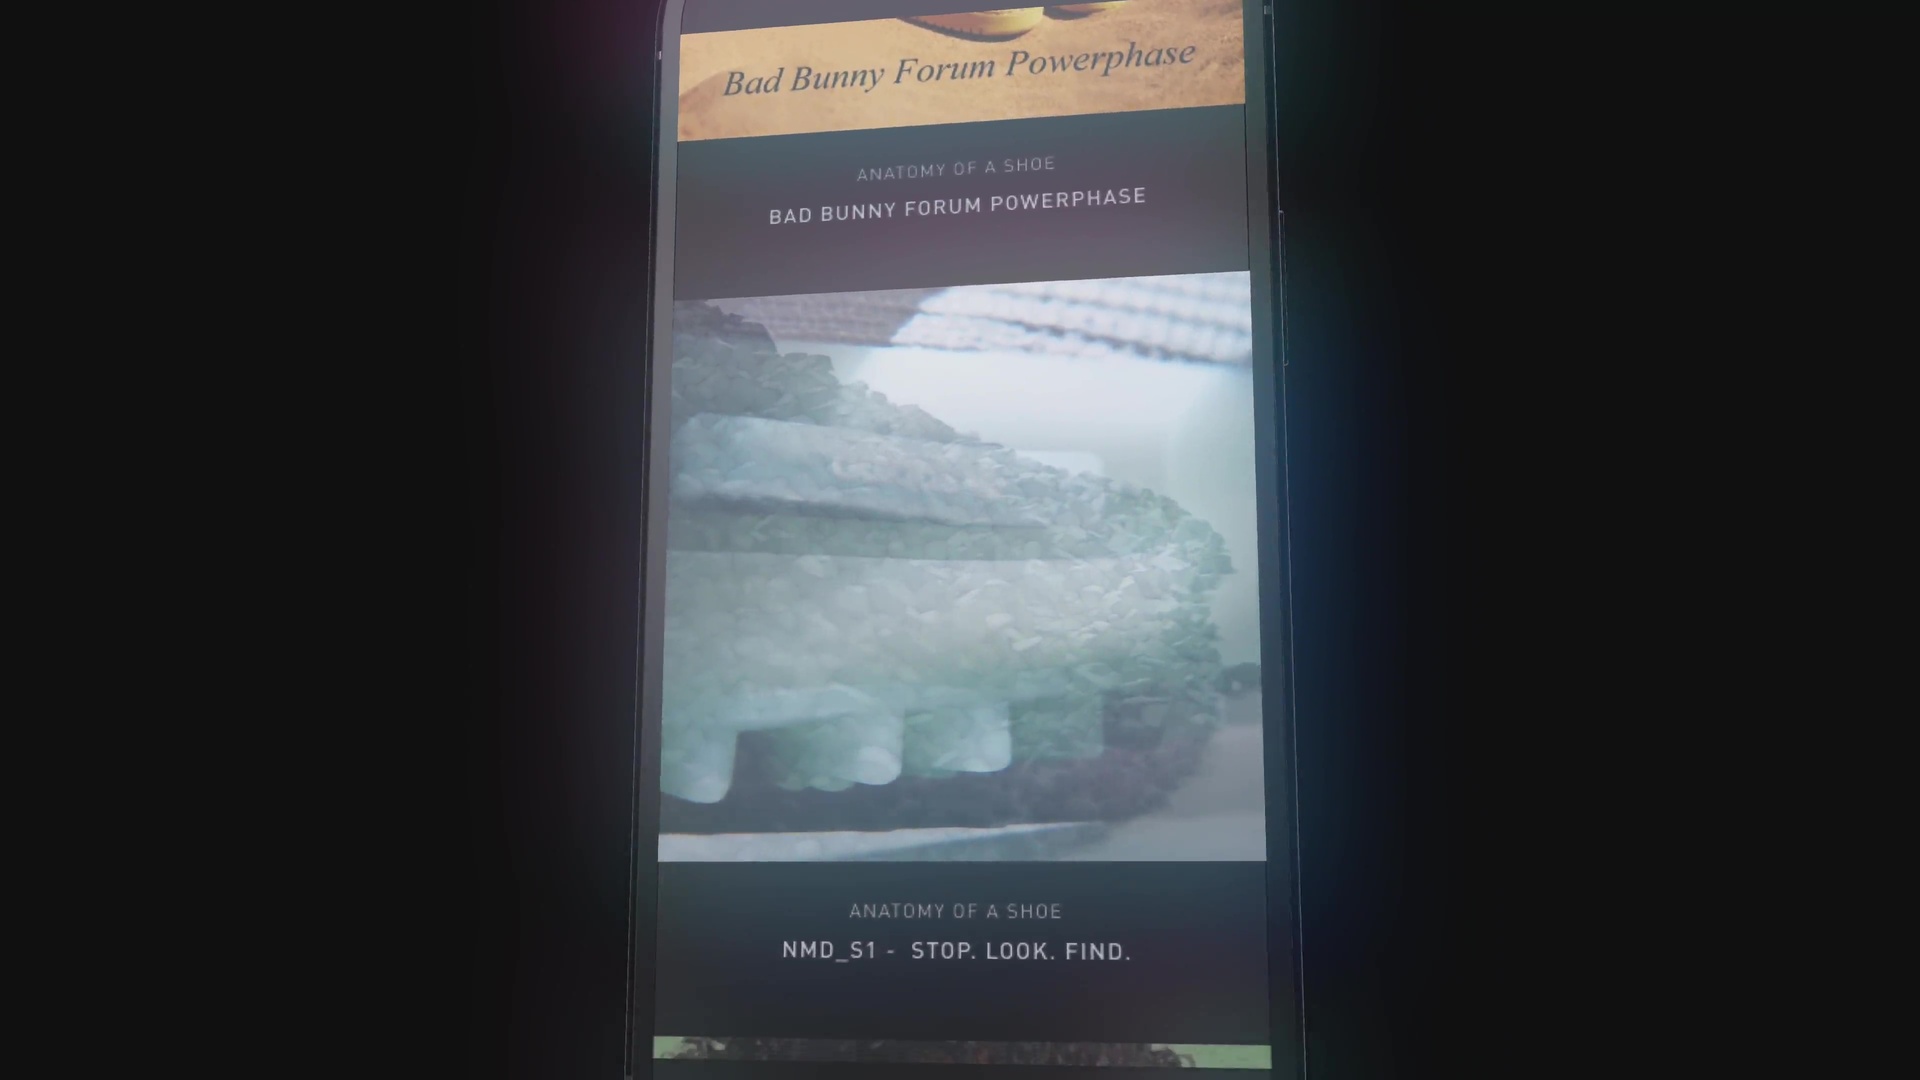 Bad Bunny Forum Powerphase
ANATOMY OF A SHOE
BAD BUNNY FORUM POWERPHASE
ANATOMY OF A SHOE
NMD_S1 - STOP. LOOK. FIND.